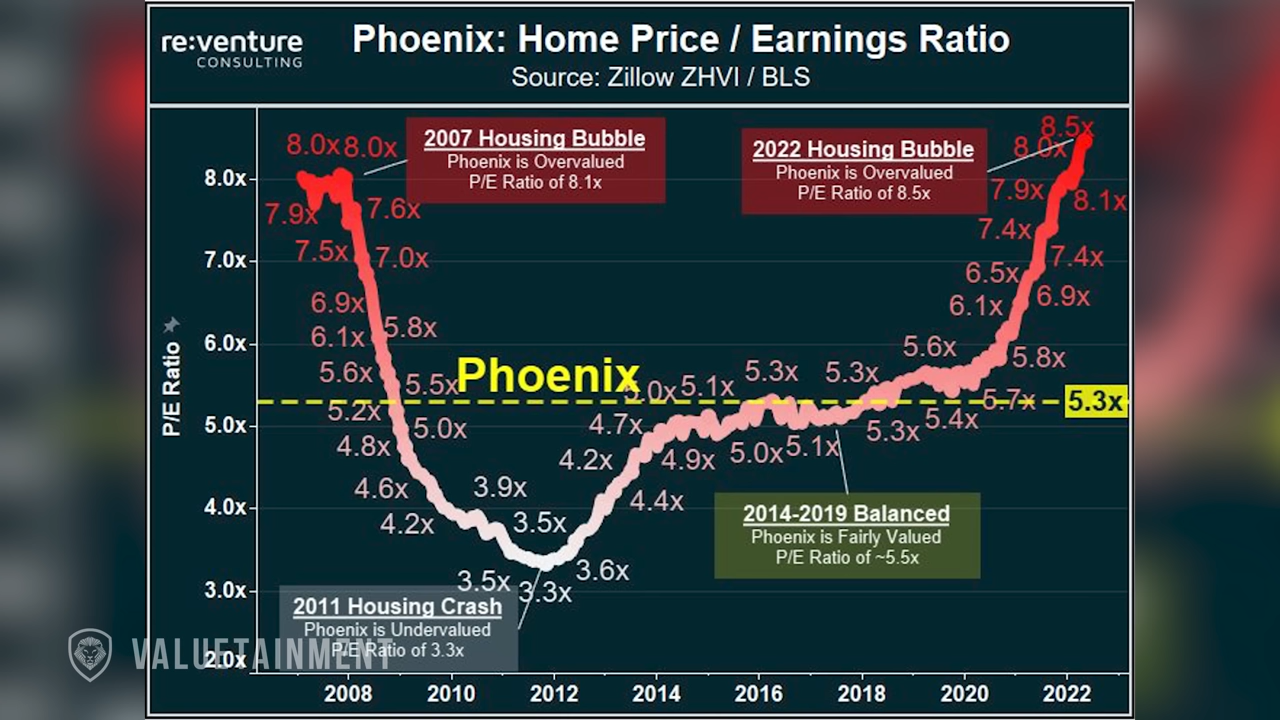 re:venture
CONSULTING
Phoenix: Home Price / Earnings Ratio
Source: Zillow ZHVI / BLS
8.0x 8.0x
2007 Housing Bubble
Phoenix is Overvalued
P/E Ratio of 8.1x
2022 Housing Bubble
Phoenix is Overvalued
P/E Ratio of 8.5x
8.5x
8.0x
8.0x
7.9x
7.6x
7.9x
8.1x
7.4x
7.5x
7.0x
7.4x
7.0x
6.5x
6.9x
6.9x
6.1x
6.1x
5.8x
6.0x
5.6x
5.8x
P/E Ratio
5.6x
5.5x
Phoenix
5.0x
5.1x
5.3x
5.3x
5.7x
5.3x
5.2x
5.0x
4.7x
5.3x
5.4x
5.0x
4.8x
4.2x
4.9x
5.0x
5.1x
4.6x
3.9x
4.4x
4.0x
4.2x
3.5x
2014-2019 Balanced
Phoenix is Fairly Valued
P/E Ratio of ~5.5x
3.5x
3.3x
3.6x
3.0x
2011 Housing Crash
Phoenix is Undervalued
P/E Ratio of 3.3x
VALUETAINMENT
2.0x
2008 2010 2012 2014 2016 2018 2020 2022